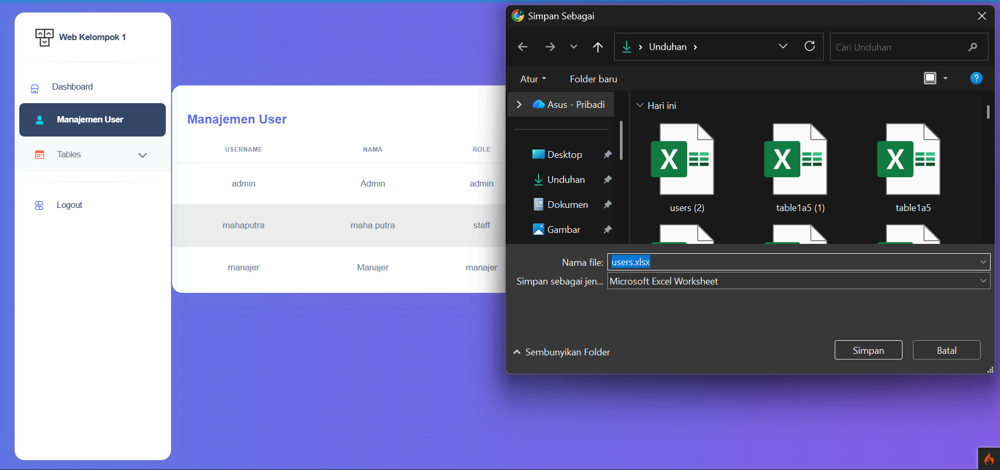 Web Kelompok 1
Dashboard
Manajemen User
Tables
Logout
Manajemen User
USERNAME NAMA ROLE
admin Admin admin
mahaputra maha putra staff
manajer Manajer manajer
Simpan Sebagai
Unduhan
Cari Unduhan
Atur
Folder baru
?
Asus - Pribadi
Desktop
Unduhan
Dokumen
Gambar
Hari ini
users (2)
table1a5 (1)
table1a5
Nama file: users.xlsx
Simpan sebagai jen... Microsoft Excel Worksheet
Sembunyikan Folder
Simpan
Batal